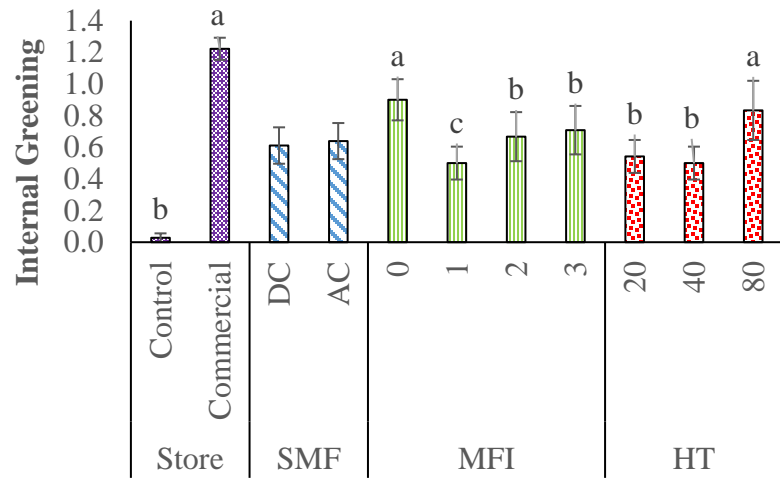 1.4
1.2
1.0
0.8
0.6
0.4
0.2
0.0
Internal Greening
b
a
a
c
b
b
b
b
a
Control
Commercial
DC
AC
0
1
2
3
20
40
80
Store
SMF
MFI
HT